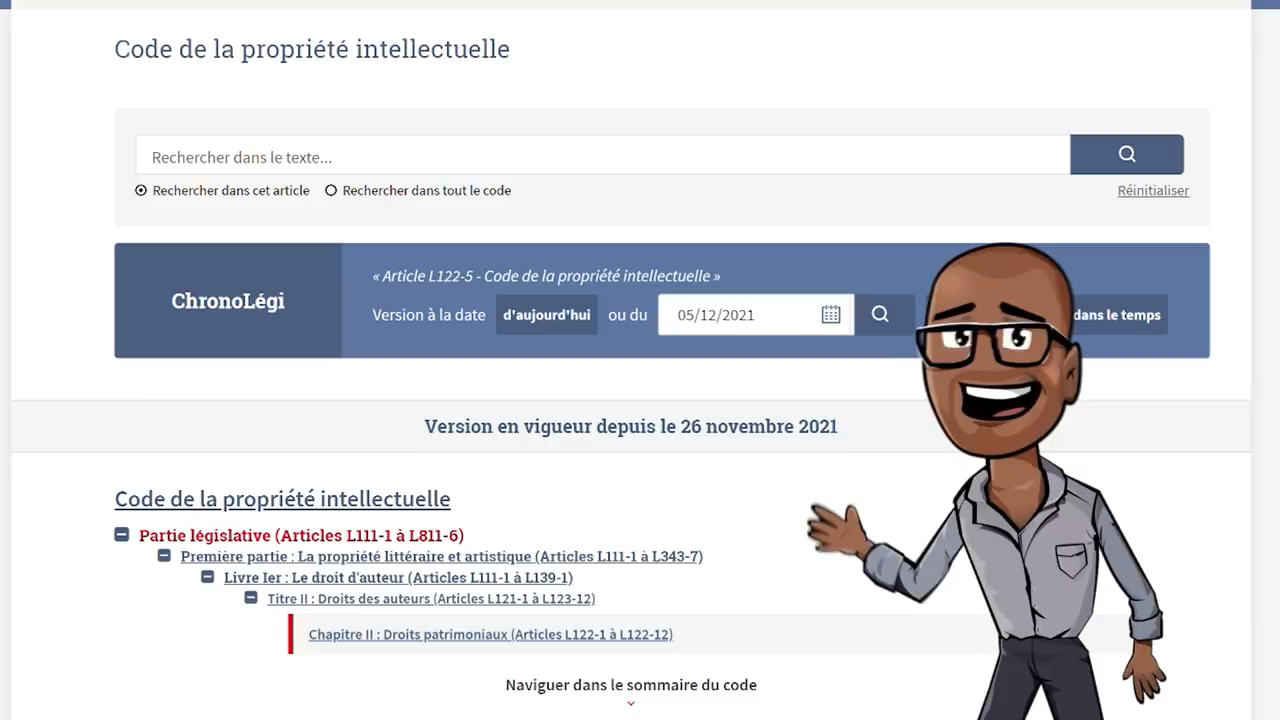 Code de la propriété intellectuelle
Rechercher dans le texte...
Rechercher dans cet article Rechercher dans tout le code Réinitialiser
ChronoLégi
« Article L122-5 - Code de la propriété intellectuelle »
Version à la date d'aujourd'hui ou du 05/12/2021 dans le temps
Version en vigueur depuis le 26 novembre 2021
Code de la propriété intellectuelle
Partie législative (Articles L111-1 à L811-6)
Première partie : La propriété littéraire et artistique (Articles L111-1 à L343-7)
Livre Ier : Le droit d'auteur (Articles L111-1 à L139-1)
Titre II : Droits des auteurs (Articles L121-1 à L123-12)
Chapitre II : Droits patrimoniaux (Articles L122-1 à L122-12)
Naviguer dans le sommaire du code